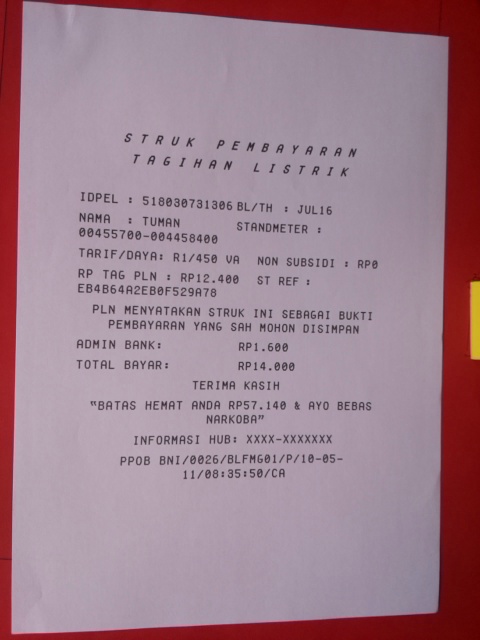 STRUK PEMBAYARAN
TAGIHAN LISTRIK
IDPEL : 518030731306 BL/TH : JUL16
NAMA : TUMAN STANDMETER :
00455700-004458400
TARIF/DAYA: R1/450 VA NON SUBSIDI : RP0
RP TAG PLN : RP12.400 ST REF :
EB4B64A2EB0F529A78
PLN MENYATAKAN STRUK INI SEBAGAI BUKTI
PEMBAYARAN YANG SAH MOHON DISIMPAN
ADMIN BANK: RP1.600
TOTAL BAYAR: RP14.000
TERIMA KASIH
"BATAS HEMAT ANDA RP57.140 & AYO BEBAS
NARKOBA"
INFORMASI HUB: XXXX-XXXXXXX
PPOB BNI/0026/BLFMG01/P/10-05-
11/08:35:50/CA